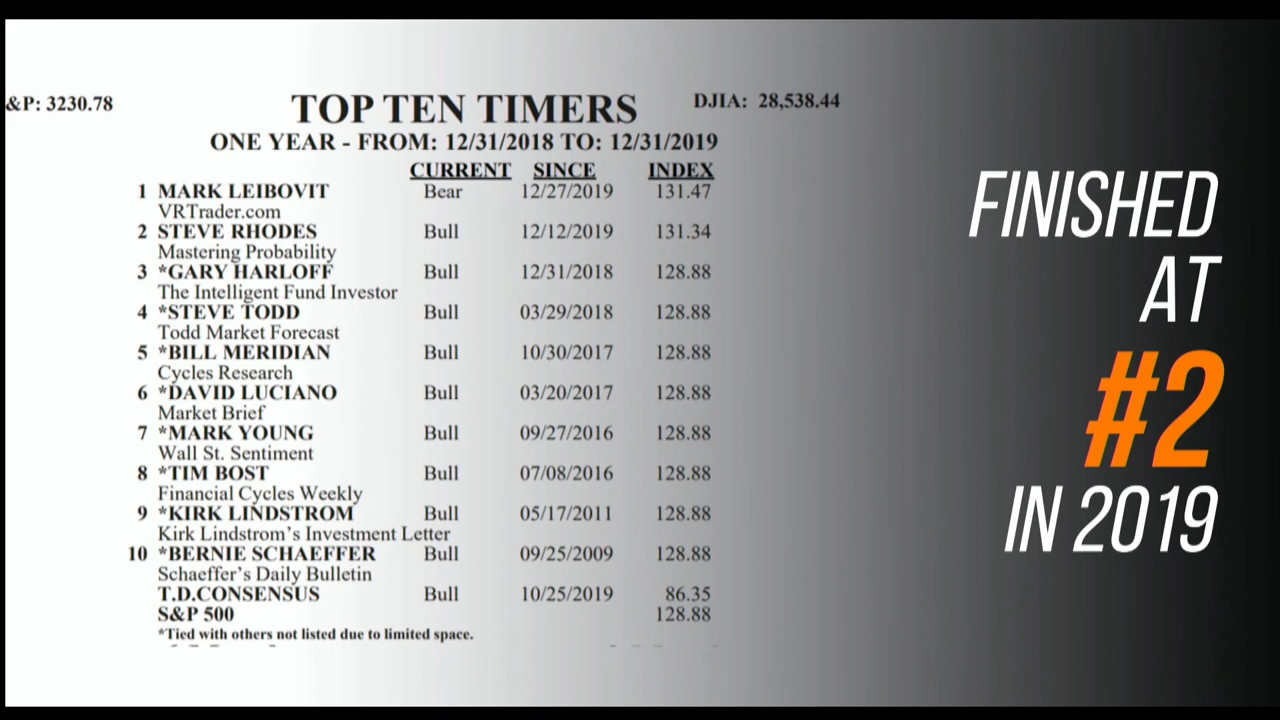 &P: 3230.78
TOP TEN TIMERS
DJIA: 28,538.44
ONE YEAR - FROM: 12/31/2018 TO: 12/31/2019
CURRENT SINCE INDEX
1 MARK LEIBOVIT Bear 12/27/2019 131.47
VRTrader.com
2 STEVE RHODES Bull 12/12/2019 131.34
Mastering Probability
3 *GARY HARLOFF Bull 12/31/2018 128.88
The Intelligent Fund Investor
4 *STEVE TODD Bull 03/29/2018 128.88
Todd Market Forecast
5 *BILL MERIDIAN Bull 10/30/2017 128.88
Cycles Research
6 *DAVID LUCIANO Bull 03/20/2017 128.88
Market Brief
7 *MARK YOUNG Bull 09/27/2016 128.88
Wall St. Sentiment
8 *TIM BOST Bull 07/08/2016 128.88
Financial Cycles Weekly
9 *KIRK LINDSTROM Bull 05/17/2011 128.88
Kirk Lindstrom's Investment Letter
10 *BERNIE SCHAEFFER Bull 09/25/2009 128.88
Schaeffer's Daily Bulletin
T.D.CONSENSUS Bull 10/25/2019 86.35
S&P 500 128.88
*Tied with others not listed due to limited space.
FINISHED
AT
#2
IN 2019